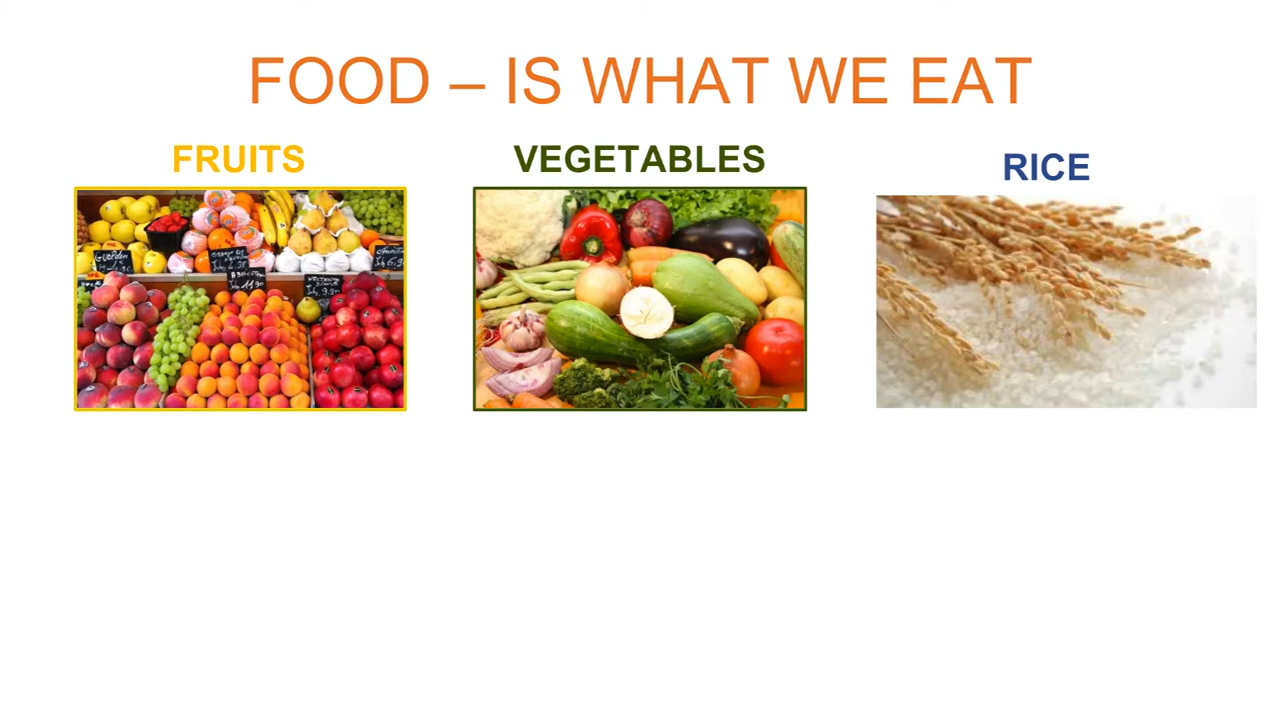 FOOD – IS WHAT WE EAT
FRUITS
VEGETABLES
RICE